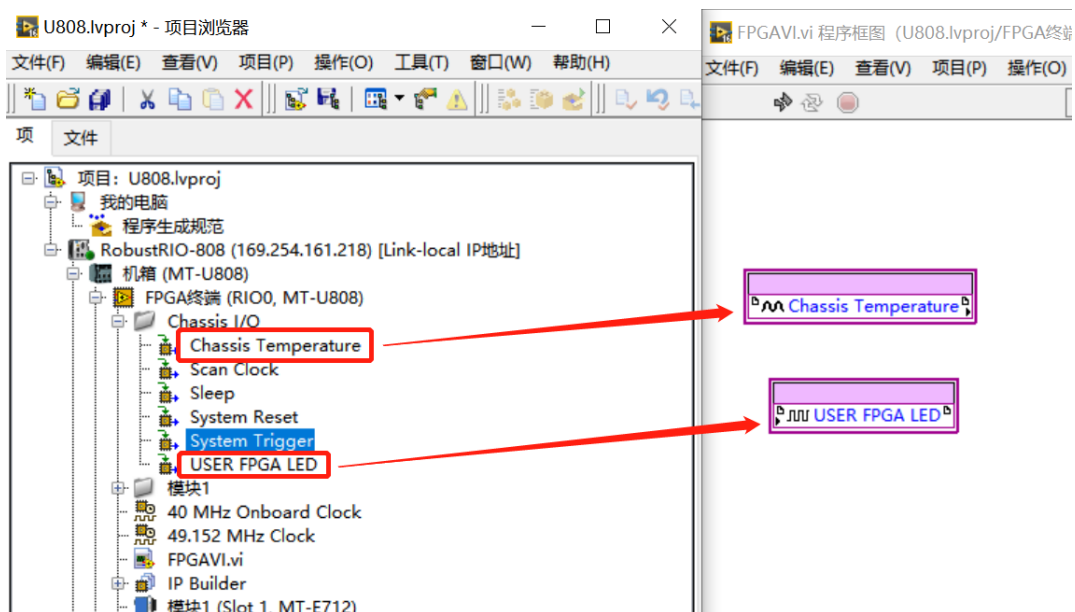 U808.lvproj * - 项目浏览器
文件(F) 编辑(E) 查看(V) 项目(P) 操作(O) 工具(T) 窗口(W) 帮助(H)
项 文件
项目：U808.lvproj
我的电脑
程序生成规范
RobustRIO-808 (169.254.161.218) [Link-local IP地址]
机箱 (MT-U808)
FPGA终端 (RIO0, MT-U808)
Chassis I/O
Chassis Temperature
Scan Clock
Sleep
System Reset
System Trigger
USER FPGA LED
模块1
40 MHz Onboard Clock
49.152 MHz Clock
FPGAVI.vi
IP Builder
模块1 (Slot 1, MT-E712)
FPGAVI.vi 程序框图 (U808.lvproj/FPGA终端
文件(F) 编辑(E) 查看(V) 项目(P) 操作(O)
Chassis Temperature
USER FPGA LED